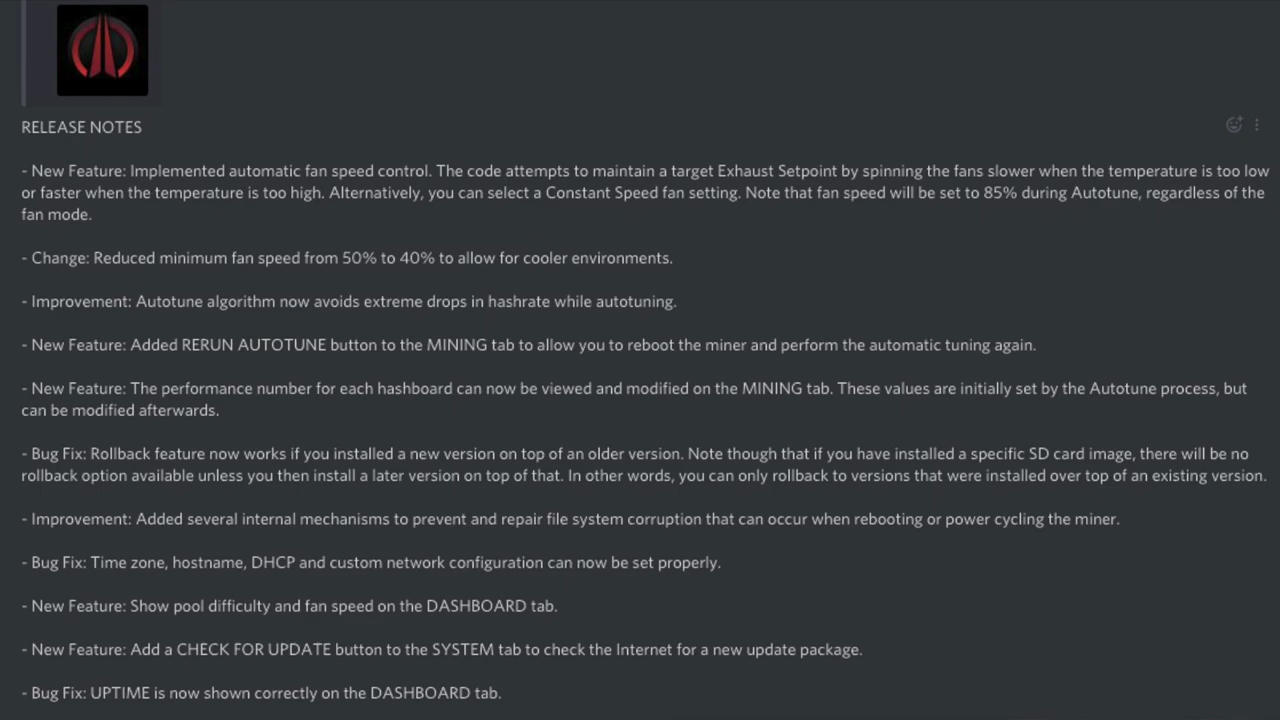 RELEASE NOTES
- New Feature: Implemented automatic fan speed control. The code attempts to maintain a target Exhaust Setpoint by spinning the fans slower when the temperature is too low
or faster when the temperature is too high. Alternatively, you can select a Constant Speed fan setting. Note that fan speed will be set to 85% during Autotune, regardless of the
fan mode.
- Change: Reduced minimum fan speed from 50% to 40% to allow for cooler environments.
- Improvement: Autotune algorithm now avoids extreme drops in hashrate while autotuning.
- New Feature: Added RERUN AUTOTUNE button to the MINING tab to allow you to reboot the miner and perform the automatic tuning again.
- New Feature: The performance number for each hashboard can now be viewed and modified on the MINING tab. These values are initially set by the Autotune process, but
can be modified afterwards.
- Bug Fix: Rollback feature now works if you installed a new version on top of an older version. Note though that if you have installed a specific SD card image, there will be no
rollback option available unless you then install a later version on top of that. In other words, you can only rollback to versions that were installed over top of an existing version.
- Improvement: Added several internal mechanisms to prevent and repair file system corruption that can occur when rebooting or power cycling the miner.
- Bug Fix: Time zone, hostname, DHCP and custom network configuration can now be set properly.
- New Feature: Show pool difficulty and fan speed on the DASHBOARD tab.
- New Feature: Add a CHECK FOR UPDATE button to the SYSTEM tab to check the Internet for a new update package.
- Bug Fix: UPTIME is now shown correctly on the DASHBOARD tab.